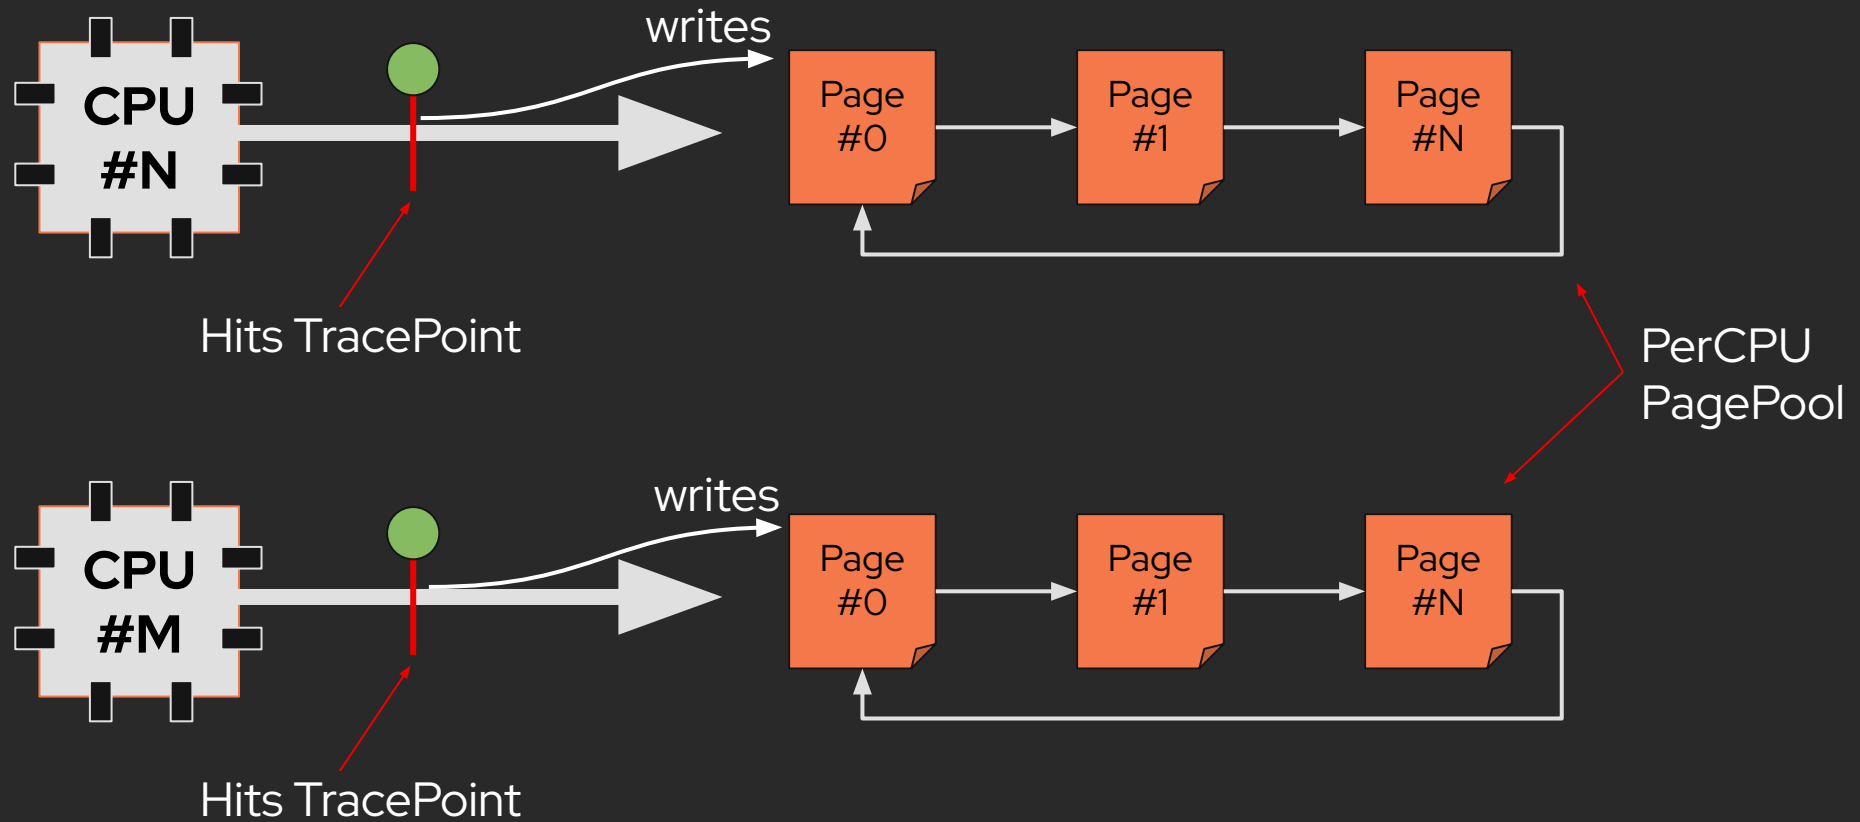 writes
CPU
#N
Page
#0
Page
#1
Page
#N
Hits TracePoint
PerCPU
PagePool
writes
CPU
#M
Page
#0
Page
#1
Page
#N
Hits TracePoint